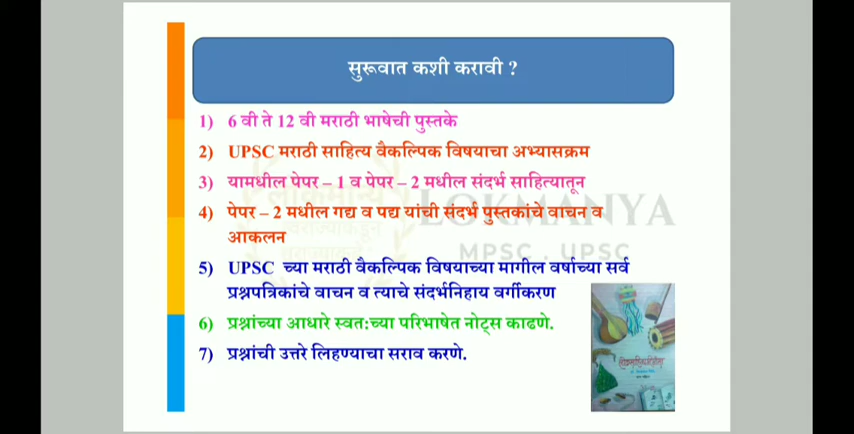 सुरूवात कशी करावी ?
1) 6 वी ते 12 वी मराठी भाषेची पुस्तके
2) UPSC मराठी साहित्य वैकल्पिक विषयाचा अभ्यासक्रम
3) यामधील पेपर – 1 व पेपर – 2 मधील संदर्भ साहित्यातून
4) पेपर – 2 मधील गद्य व पद्य यांची संदर्भ पुस्तकांचे वाचन व
आकलन
5) UPSC च्या मराठी वैकल्पिक विषयाच्या मागील वर्षाच्या सर्व
प्रश्नपत्रिकांचे वाचन व त्याचे संदर्भनिहाय वर्गीकरण
6) प्रश्नांच्या आधारे स्वत:च्या परिभाषेत नोट्स काढणे.
7) प्रश्नांची उत्तरे लिहण्याचा सराव करणे.
लोकमान्य
LOKMANYA
MPSC , UPSC